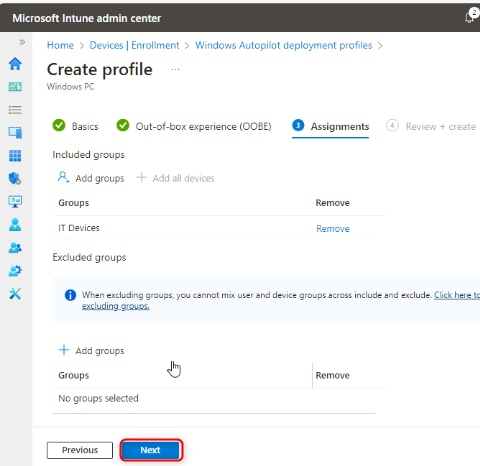 Microsoft Intune admin center
2
Home > Devices | Enrollment > Windows Autopilot deployment profiles >
Create profile ...
Windows PC
Basics Out-of-box experience (OOBE) 3 Assignments 4 Review + create
Included groups
Add groups + Add all devices
Groups Remove
IT Devices Remove
Excluded groups
When excluding groups, you cannot mix user and device groups across include and exclude. Click here to
excluding groups.
+ Add groups
Groups Remove
No groups selected
Previous Next